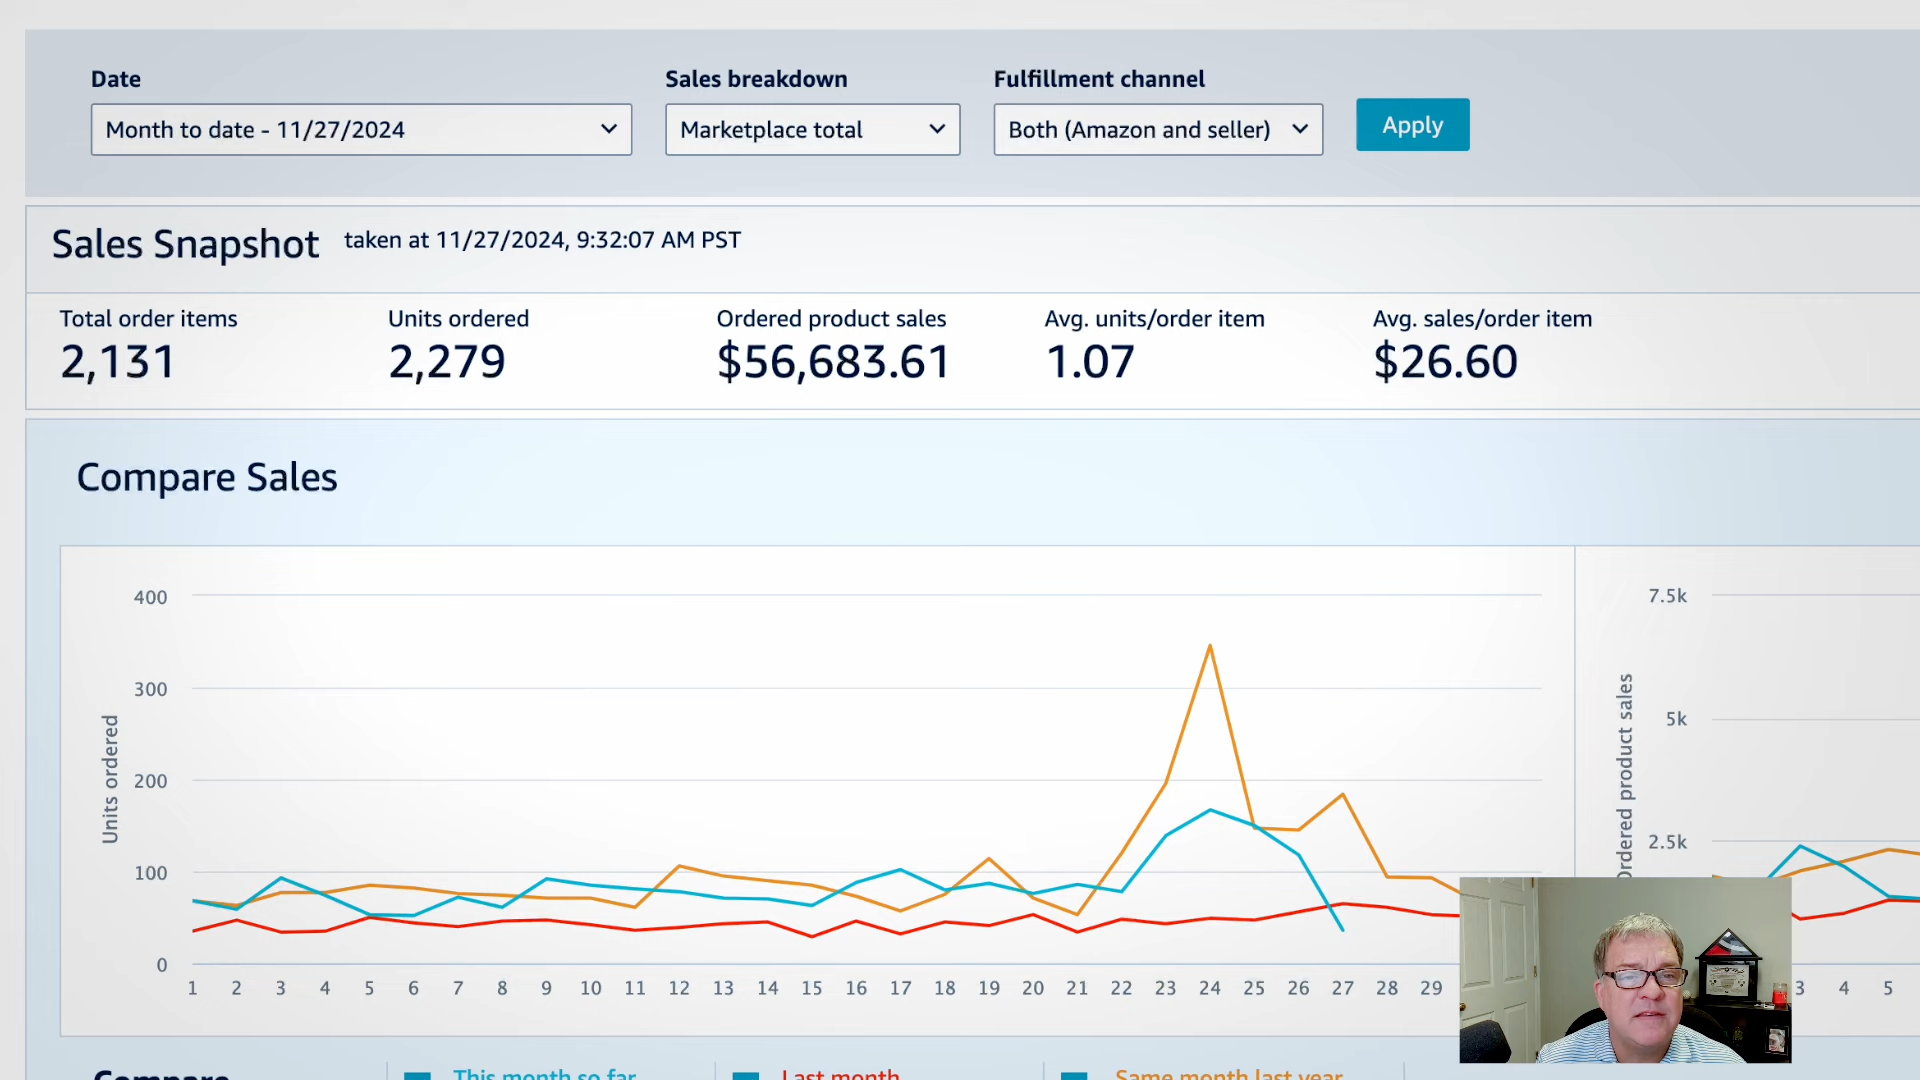 Date
Sales breakdown
Fulfillment channel
Month to date - 11/27/2024
Marketplace total
Both (Amazon and seller)
Apply
Sales Snapshot taken at 11/27/2024, 9:32:07 AM PST
Total order items
Units ordered
Ordered product sales
Avg. units/order item
Avg. sales/order item
2,131
2,279
$56,683.61
1.07
$26.60
Compare Sales
Units ordered
400
300
200
100
0
1 2 3 4 5 6 7 8 9 10 11 12 13 14 15 16 17 18 19 20 21 22 23 24 25 26 27 28 29
Ordered product sales
7.5k
5k
2.5k
3 4 5
Compare
This month so far
Last month
Same month last year